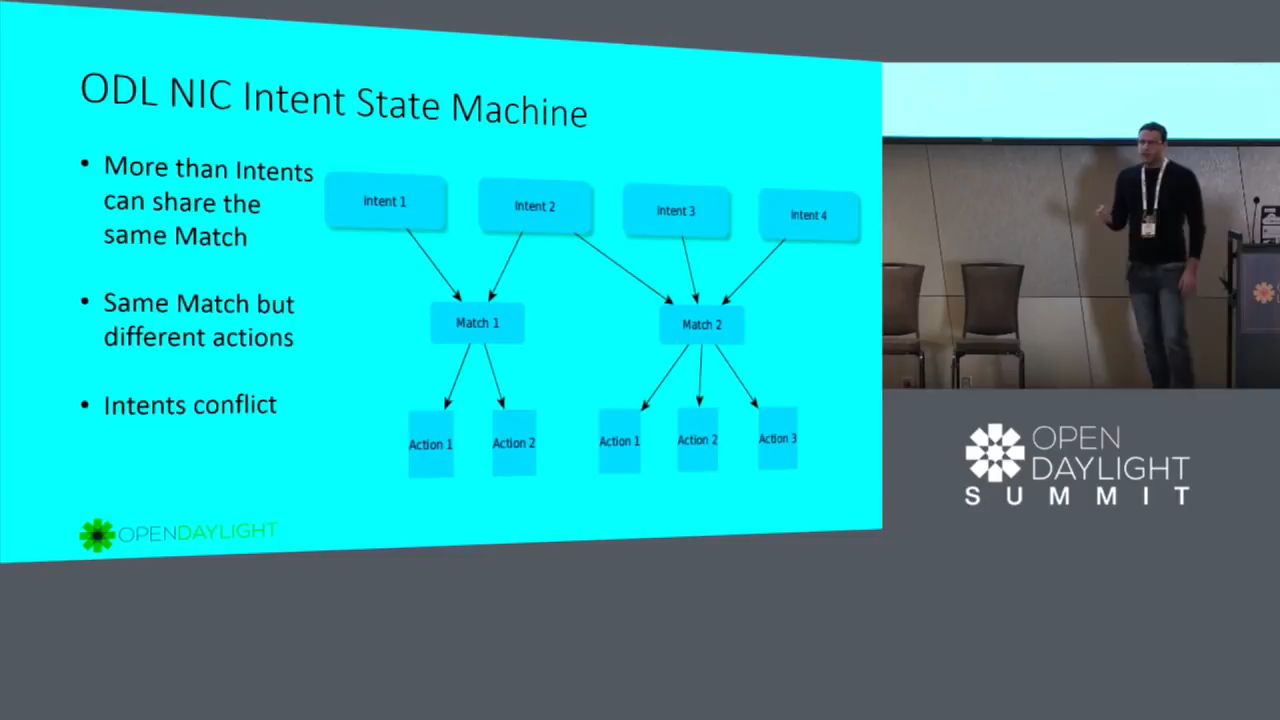 ODL NIC Intent State Machine
• More than Intents
can share the
same Match
• Same Match but
different actions
• Intents conflict
Intent 1
Intent 2
Intent 3
Intent 4
Match 1
Match 2
Action 1
Action 2
Action 1
Action 2
Action 3
OPENDAYLIGHT
OPEN
DAYLIGHT
SUMMIT